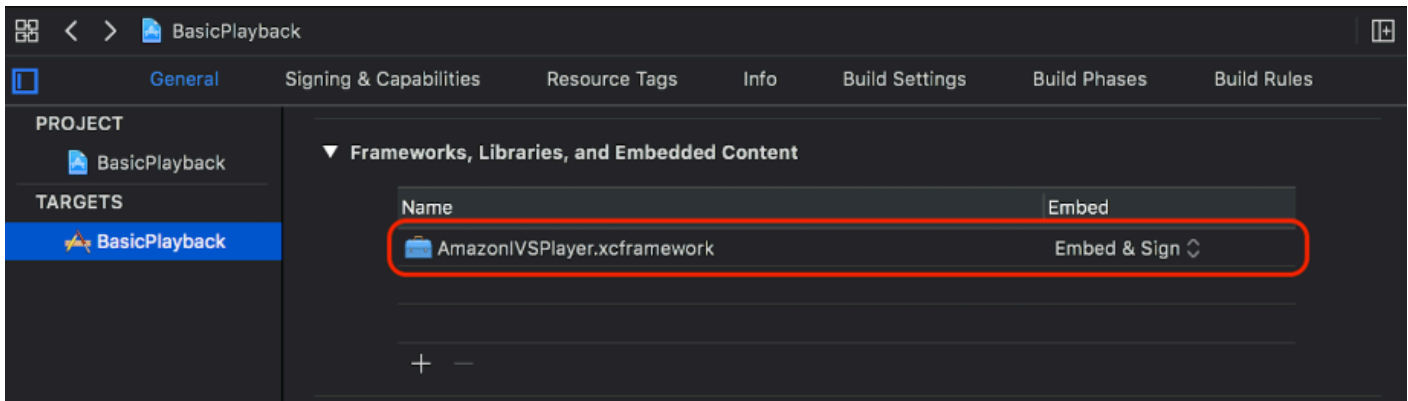 BasicPlayback
General Signing & Capabilities Resource Tags Info Build Settings Build Phases Build Rules
PROJECT
BasicPlayback
TARGETS
BasicPlayback
Frameworks, Libraries, and Embedded Content
Name Embed
AmazonIVSPlayer.xcframework Embed & Sign